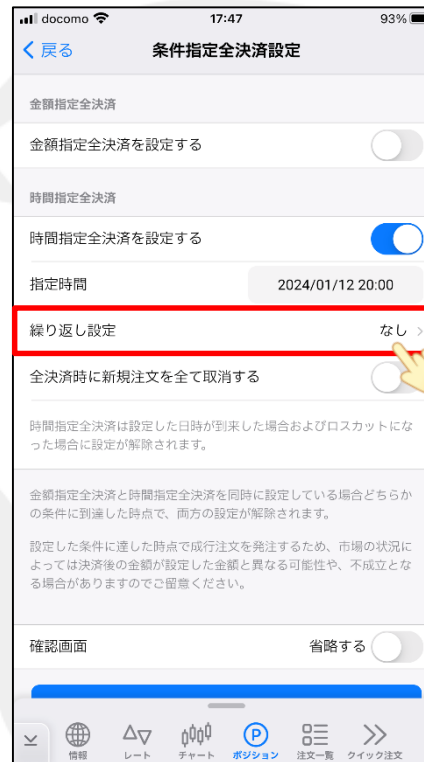 docomo 17:47 93%
戻る 条件指定全決済設定
金額指定全決済
金額指定全決済を設定する
時間指定全決済
時間指定全決済を設定する
指定時間 2024/01/12 20:00
繰り返し設定 なし
全決済時に新規注文を全て取消する
時間指定全決済は設定した日時が到来した場合およびロスカットにな
った場合に設定が解除されます。
金額指定全決済と時間指定全決済を同時に設定している場合どちらか
の条件に到達した時点で、両方の設定が解除されます。
設定した条件に達した時点で成行注文を発注するため、市場の状況に
よっては決済後の金額が設定した金額と異なる可能性や、不成立とな
る場合がありますのでご留意ください。
確認画面 省略する
P
情報 レート チャート ポジション 注文一覧 クイック注文